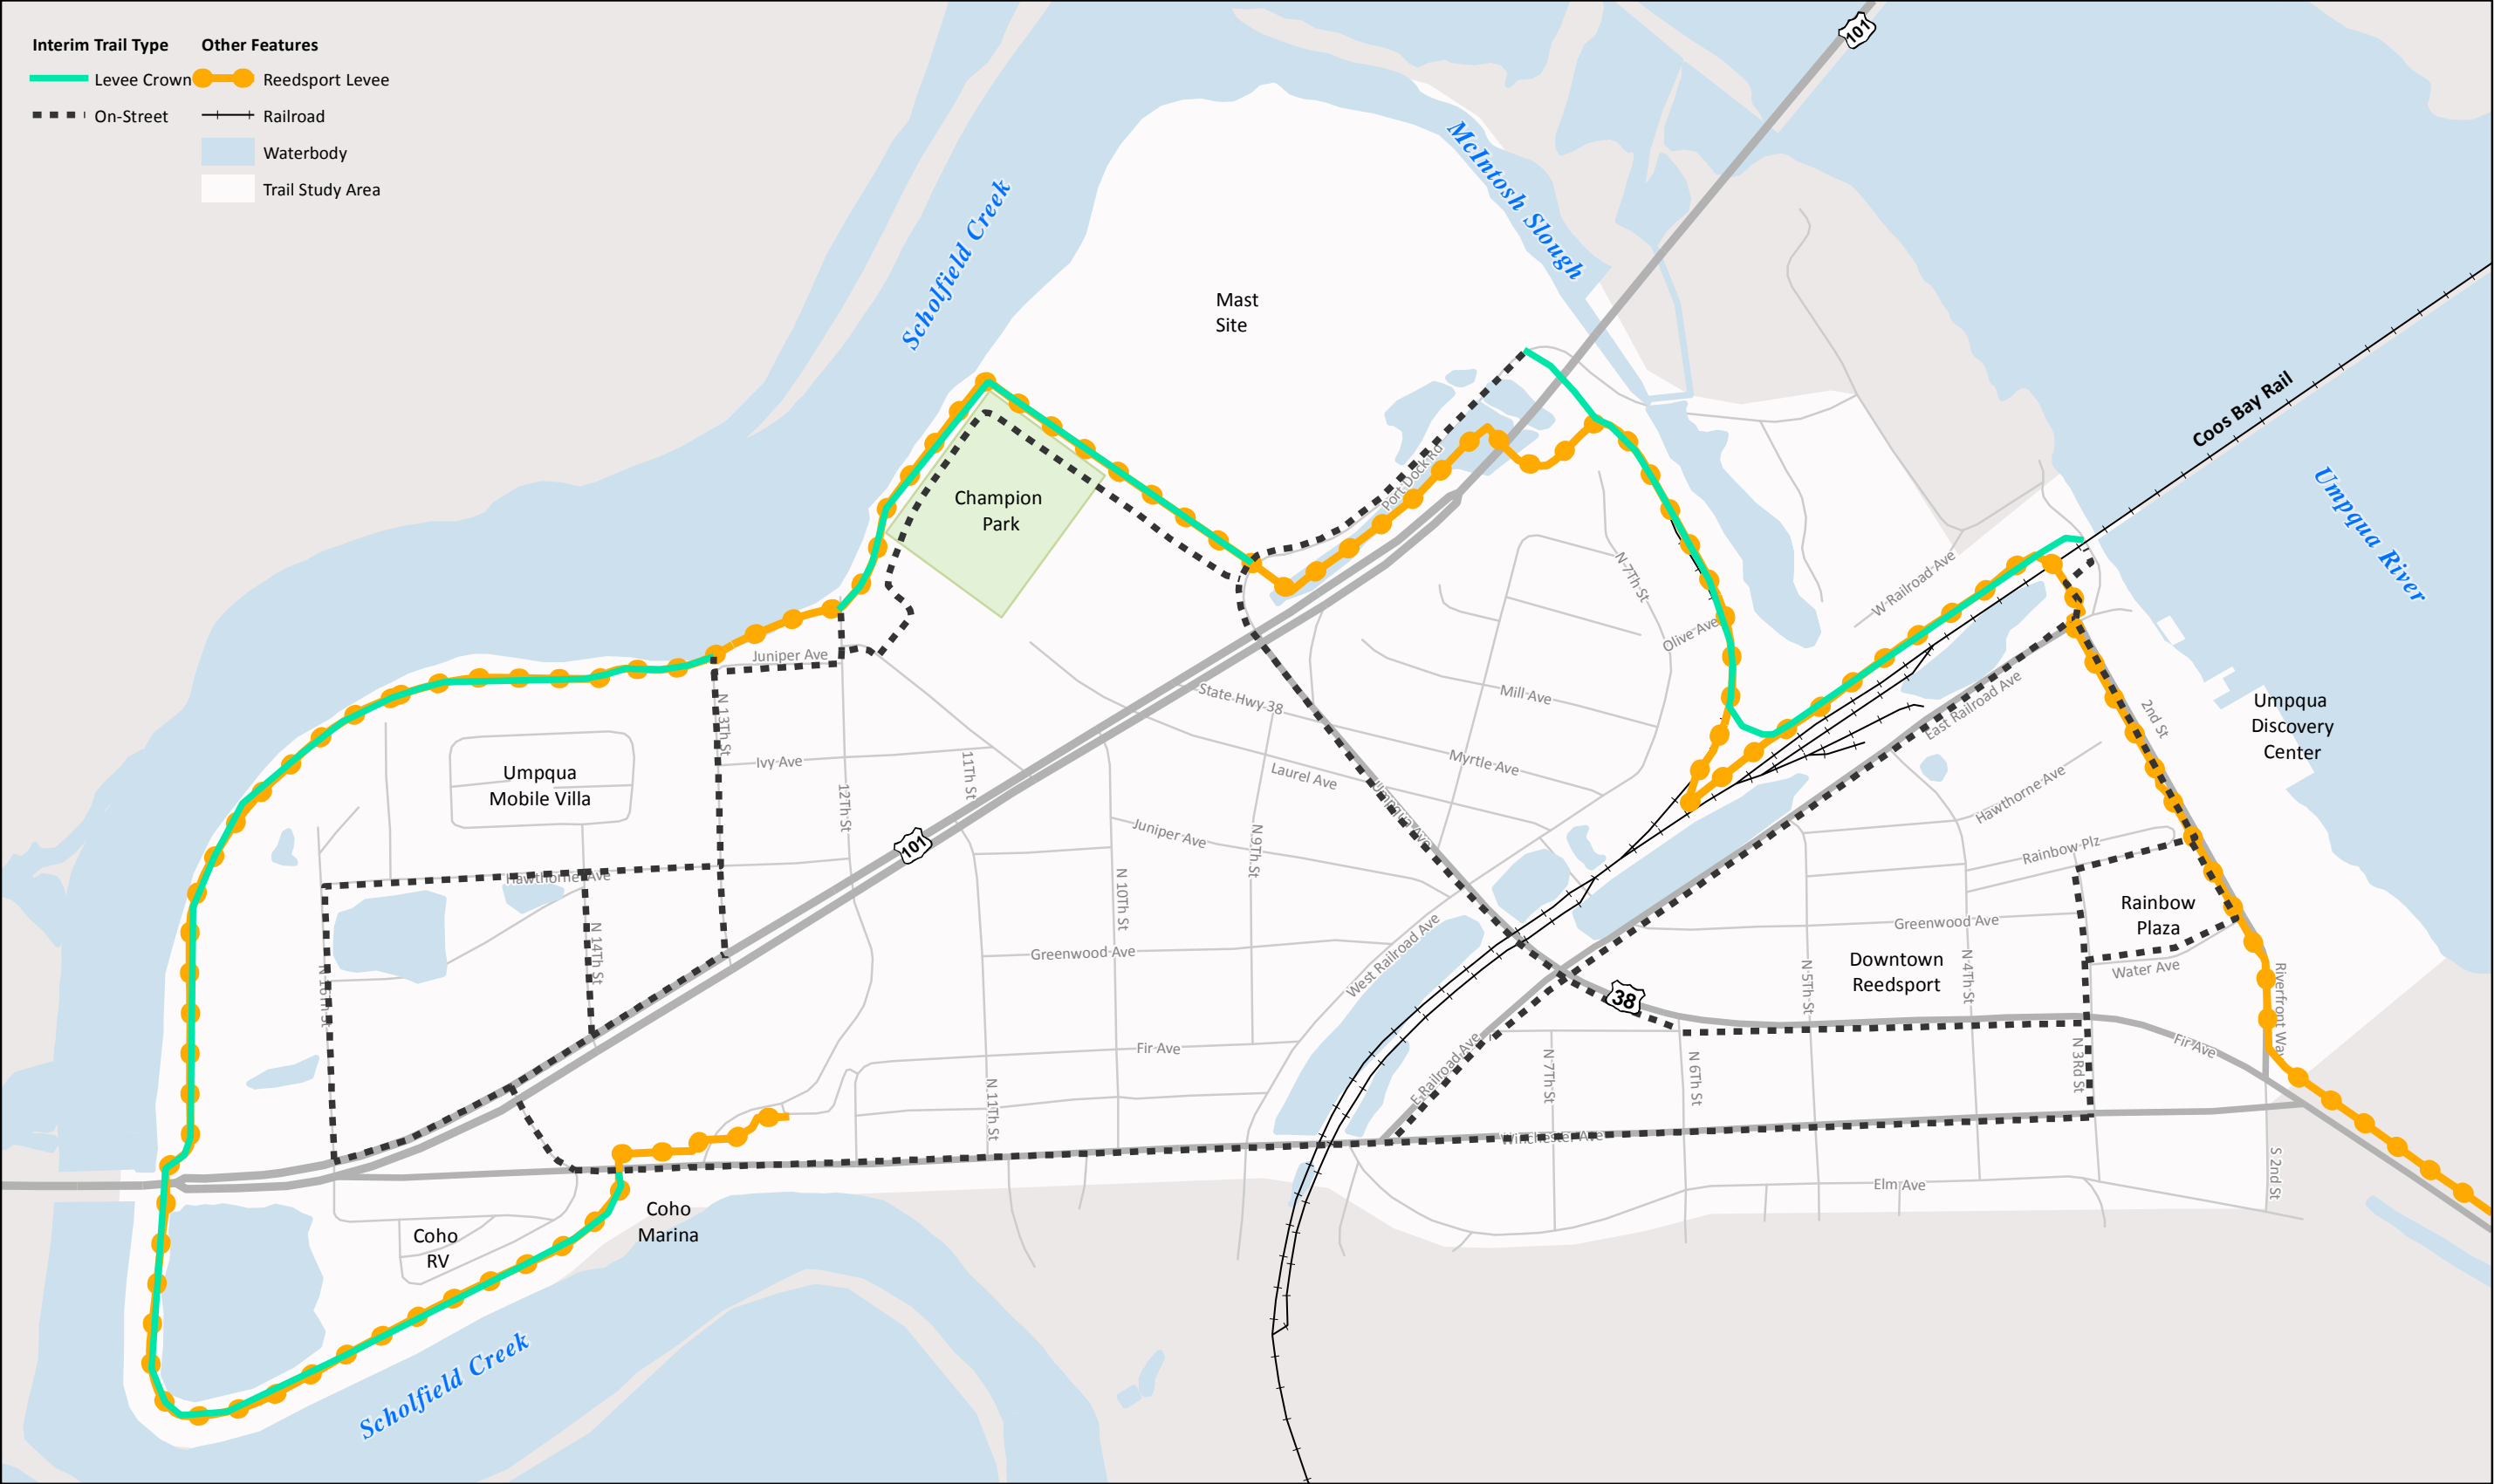 Interim Trail Type
Other Features
Levee Crown
Reedsport Levee
On-Street
Railroad
Waterbody
Trail Study Area
101
McIntosh Slough
Scholfield Creek
Mast
Site
Coos Bay Rail
Umpqua River
Port Dock Rd
Champion
Park
N 7Th St
W Railroad Ave
Olive Ave
Juniper Ave
State Hwy 38
Mill Ave
East Railroad Ave
2nd St
Umpqua
Discovery
Center
N 13Th St
Ivy Ave
11Th St
Laurel Ave
Myrtle Ave
Umpqua
Mobile Villa
12Th St
Umpqua Ave
Hawthorne Ave
Juniper Ave
N 9Th St
101
Rainbow Plz
Hawthorne Ave
N 10Th St
Rainbow
Plaza
Greenwood Ave
N 14Th St
Greenwood Ave
West Railroad Ave
Downtown
Reedsport
N 4Th St
N 5Th St
Water Ave
N 16Th St
38
Riverfront Way
Fir Ave
Fir Ave
E Railroad Ave
N 7Th St
N 6Th St
N 3Rd St
N 11Th St
Winchester Ave
S 2nd St
Elm Ave
Coho
Marina
Coho
RV
Scholfield Creek